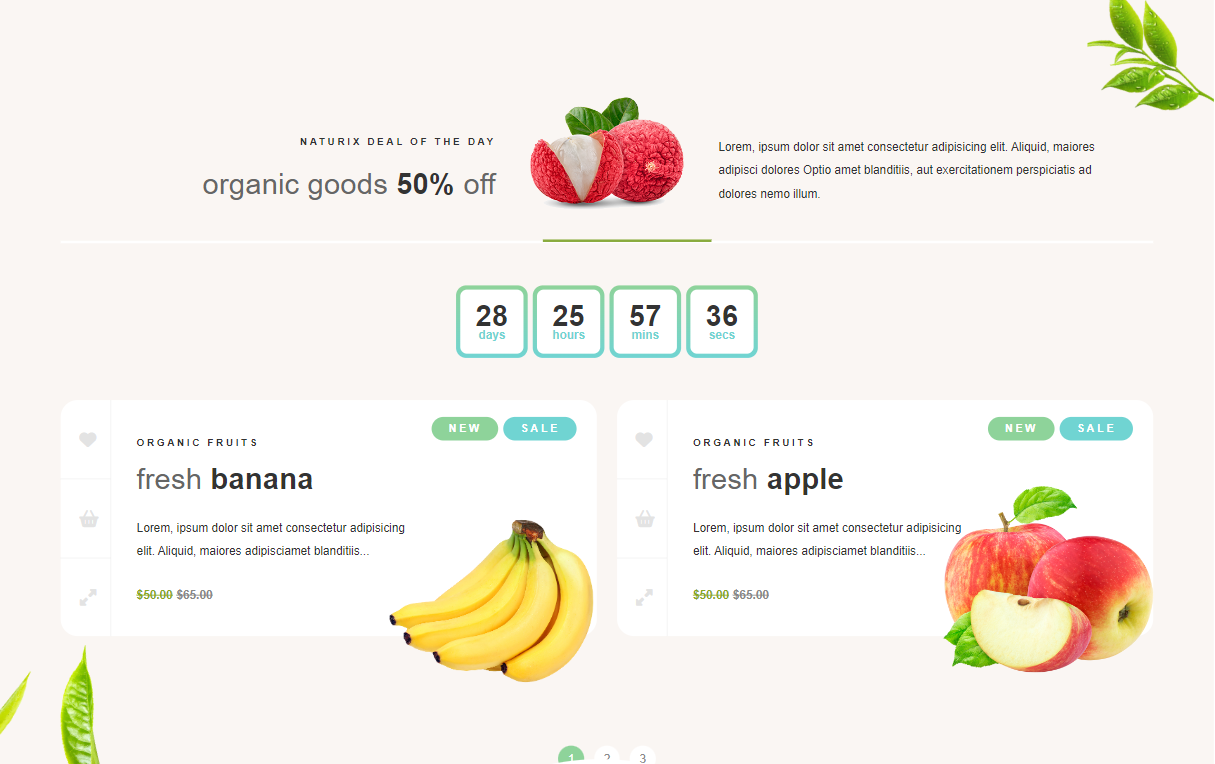 NATURIX DEAL OF THE DAY
organic goods 50% off
Lorem, ipsum dolor sit amet consectetur adipisicing elit. Aliquid, maiores
adipisci dolores Optio amet blanditiis, aut exercitationem perspiciatis ad
dolores nemo illum.
28 25 57 36
days hours mins secs
NEW SALE
ORGANIC FRUITS
fresh banana
Lorem, ipsum dolor sit amet consectetur adipisicing
elit. Aliquid, maiores adipisciamet blanditiis...
$50.00 $65.00
NEW SALE
ORGANIC FRUITS
fresh apple
Lorem, ipsum dolor sit amet consectetur adipisicing
elit. Aliquid, maiores adipisciamet blanditiis...
$50.00 $65.00
1 2 3